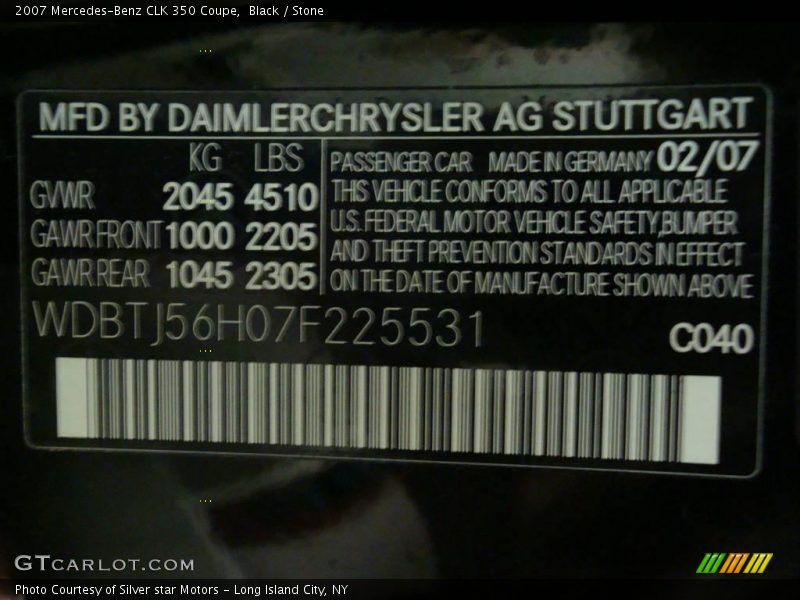 2007 Mercedes-Benz CLK 350 Coupe, Black / Stone
MFD BY DAIMLERCHRYSLER AG STUTTGART
KG LBS
GVWR 2045 4510
GAWR FRONT 1000 2205
GAWR REAR 1045 2305
PASSENGER CAR MADE IN GERMANY 02/07
THIS VEHICLE CONFORMS TO ALL APPLICABLE
U.S. FEDERAL MOTOR VEHICLE SAFETY,BUMPER
AND THEFT PREVENTION STANDARDS IN EFFECT
ON THE DATE OF MANUFACTURE SHOWN ABOVE
WDBTJ56H07F225531
C040
GTCARLOT.COM
Photo Courtesy of Silver star Motors - Long Island City, NY